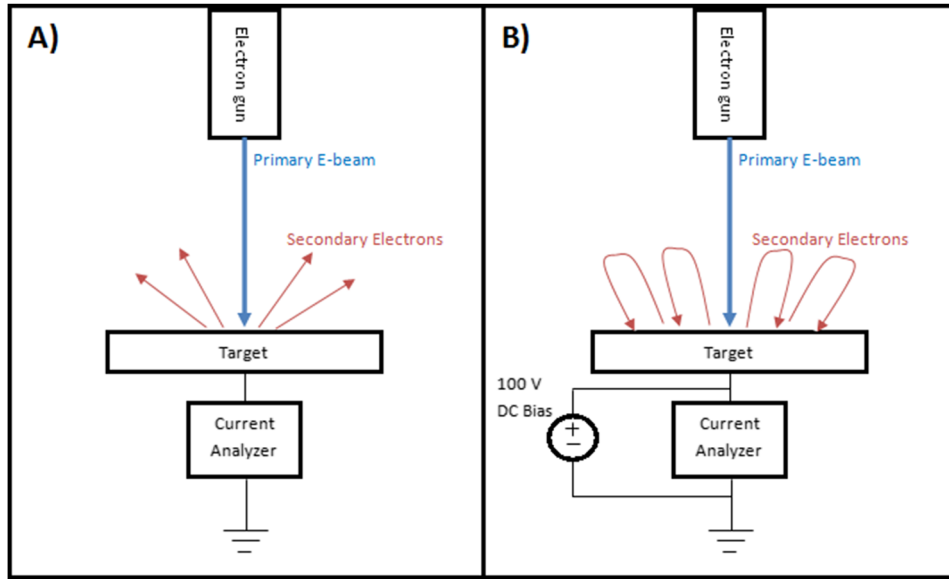 A)
Electron gun
Primary E-beam
Secondary Electrons
Target
Current
Analyzer
B)
Electron gun
Primary E-beam
Secondary Electrons
Target
100 V
DC Bias
+
−
Current
Analyzer